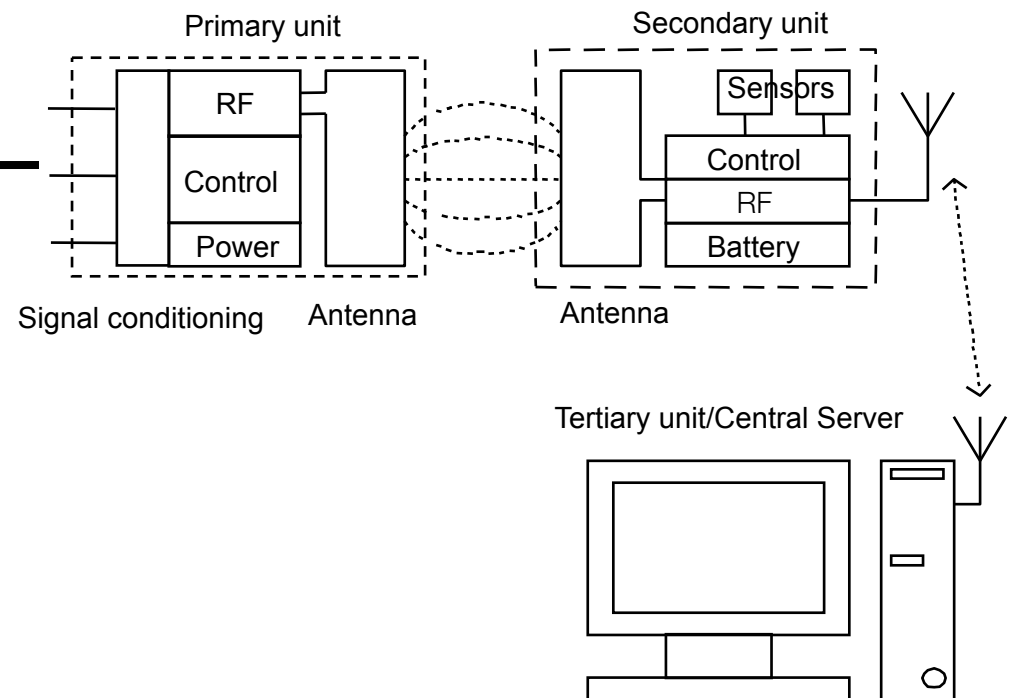 Primary unit
Secondary unit
RF
Control
Power
Sensors
Control
RF
Battery
Signal conditioning
Antenna
Antenna
Tertiary unit/Central Server